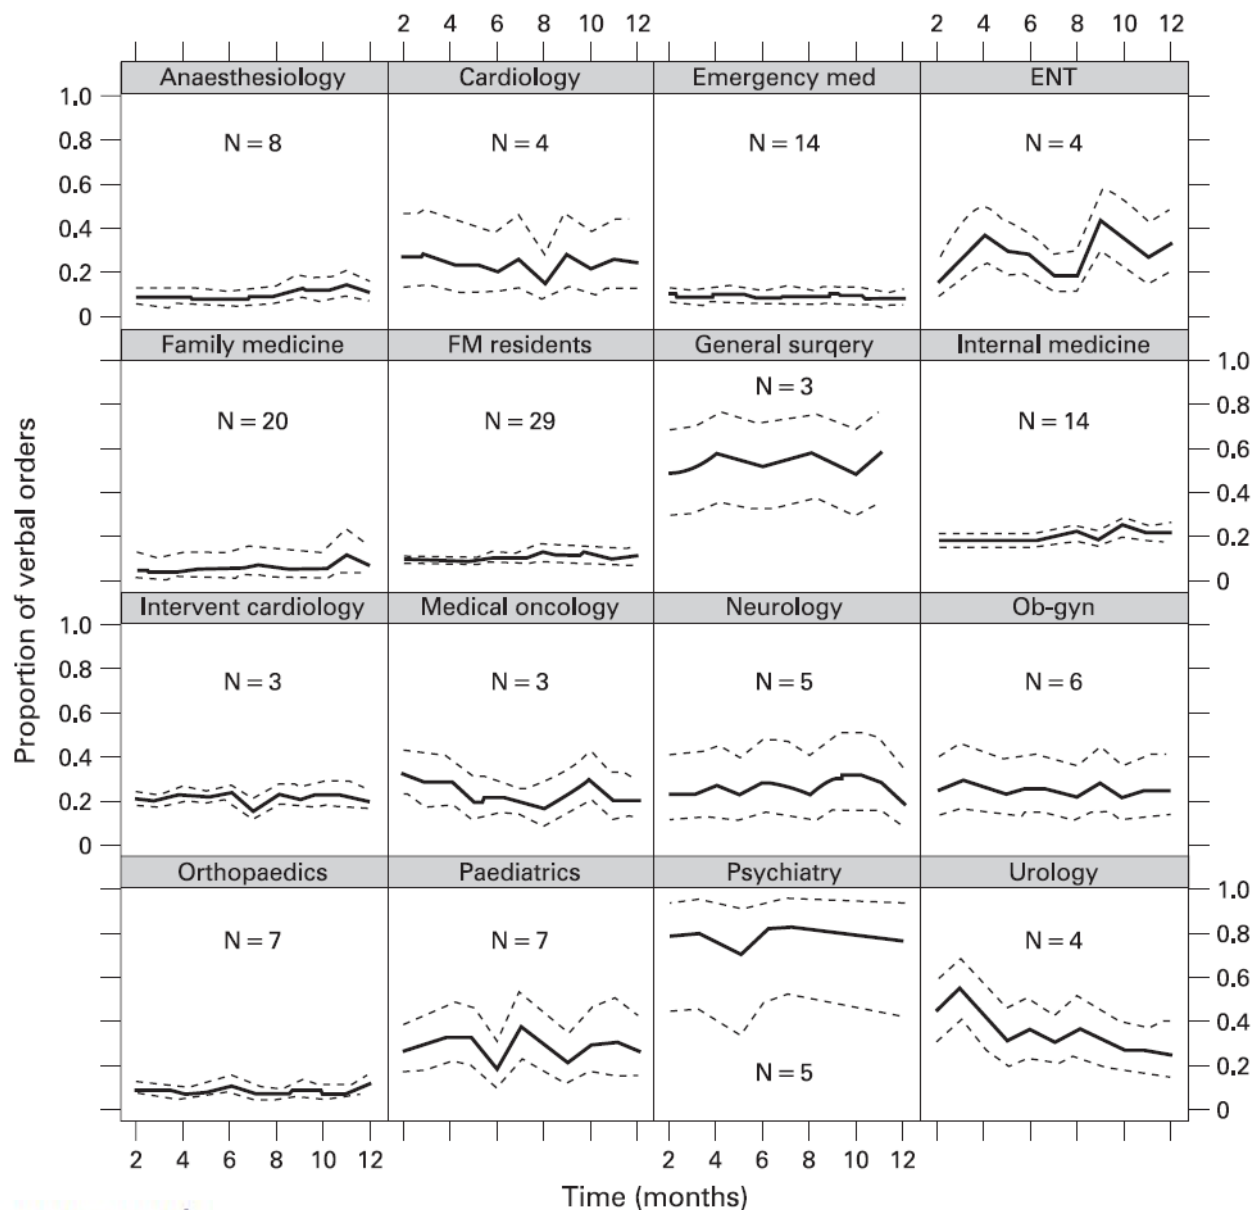 2 4 6 8 10 12 2 4 6 8 10 12
Anaesthesiology Cardiology Emergency med ENT
1.0
0.8
0.6
0.4
0.2
0
N = 8 N = 4 N = 14 N = 4
Family medicine FM residents General surqery Internal medicine
N = 20 N = 29 N = 3 N = 14
1.0
0.8
0.6
0.4
0.2
0
Intervent cardiology Medical oncology Neurology Ob-gyn
1.0
0.8
0.6
0.4
0.2
0
N = 3 N = 3 N = 5 N = 6
Orthopaedics Paediatrics Psychiatry Urology
N = 7 N = 7 N = 5 N = 4
1.0
0.8
0.6
0.4
0.2
0
2 4 6 8 10 12 2 4 6 8 10 12
Time (months)
Proportion of verbal orders